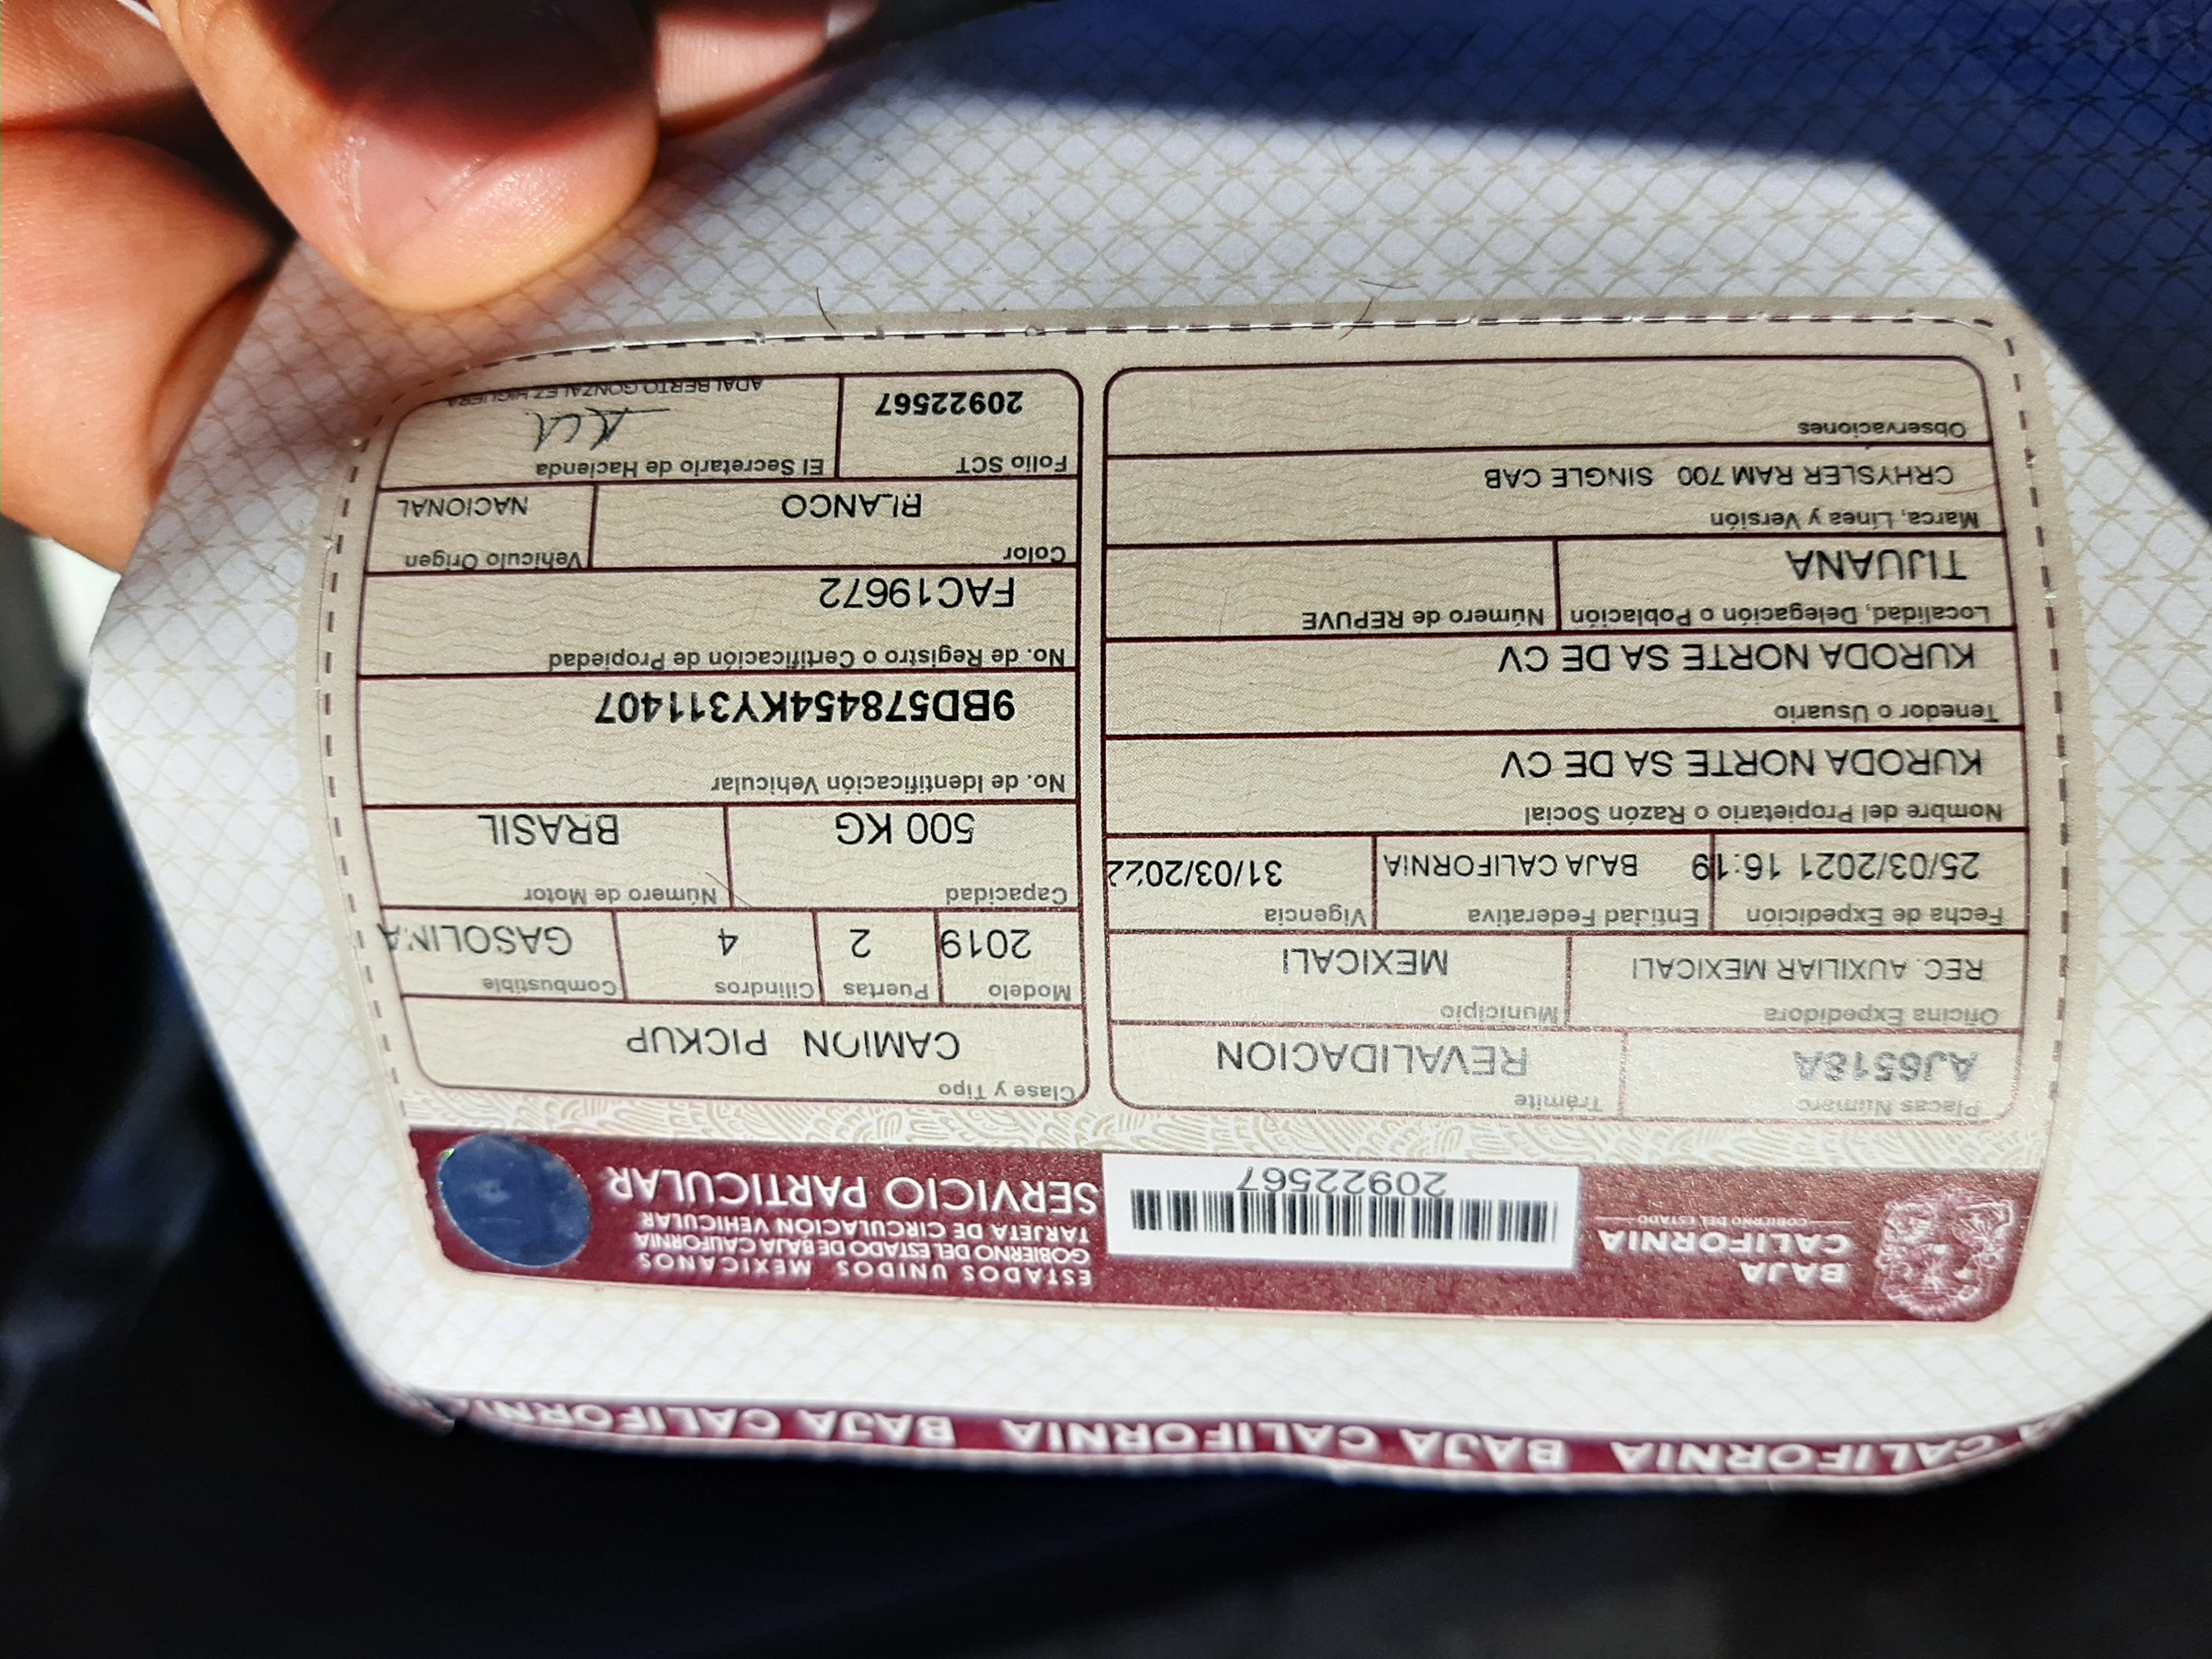 CALIFORNIA BAJA CALIFORNIA BAJA CALIFORNIA BAJA CALIFORNIA
BAJA
CALIFORNIA
GOBIERNO DEL ESTADO
20922567
ESTADOS UNIDOS MEXICANOS
GOBIERNO DEL ESTADO DE BAJA CALIFORNIA
TARJETA DE CIRCULACIÓN VEHICULAR
SERVICIO PARTICULAR
Placas Número
AJ6518A
Trámite
REVALIDACION
Oficina Expedidora
REC. AUXILIAR MEXICALI
Municipio
MEXICALI
Fecha de Expedición
25/03/2021 16:19
Entidad Federativa
BAJA CALIFORNIA
Vigencia
31/03/2022
Nombre del Propietario o Razón Social
KURODA NORTE SA DE CV
Tenedor o Usuario
KURODA NORTE SA DE CV
Localidad, Delegación o Población
TIJUANA
Número de REPUVE
Marca, Línea y Versión
CRHYSLER RAM 700 SINGLE CAB
Observaciones
Clase y Tipo
CAMION PICKUP
Modelo
2019
Puertas
2
Cilindros
4
Combustible
GASOLINA
Capacidad
500 KG
Número de Motor
BRASIL
No. de Identificación Vehicular
9BD578454KY311407
No. de Registro o Certificación de Propiedad
FAC19672
Color
BLANCO
Vehículo Origen
NACIONAL
Folio SCT
20922567
El Secretario de Hacienda
ADALBERTO GONZALEZ HIGUERA